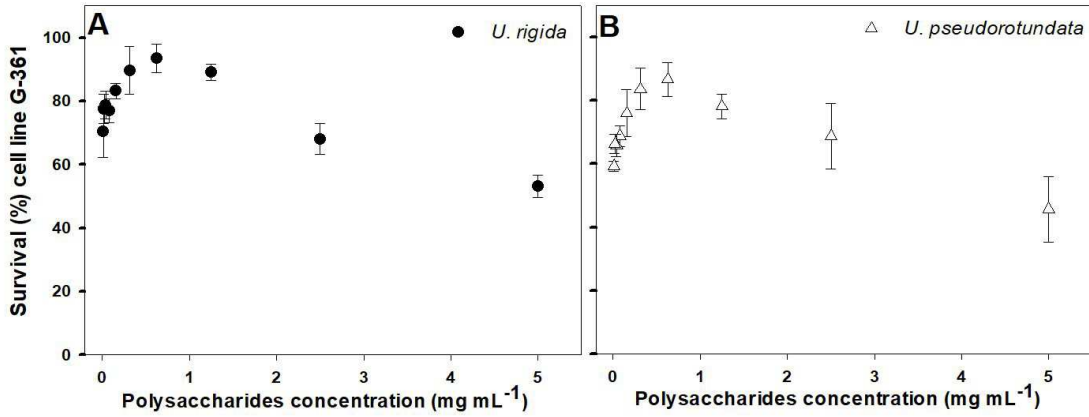 A
U. rigida
B
U. pseudorotundata
Survival (%) cell line G-361
100
80
60
40
20
0
0 1 2 3 4 5
0 1 2 3 4 5
Polysaccharides concentration (mg mL⁻¹)
Polysaccharides concentration (mg mL⁻¹)